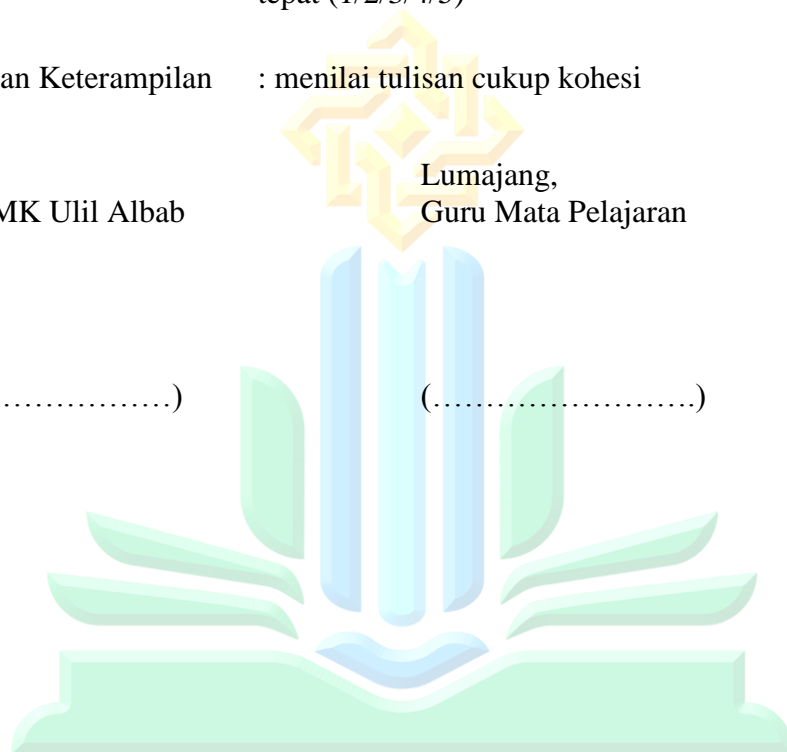 tepat (1/2/3/4/5)
an Keterampilan : menilai tulisan cukup kohesi
Lumajang,
MK Ulil Albab Guru Mata Pelajaran
……………) (…………………….)